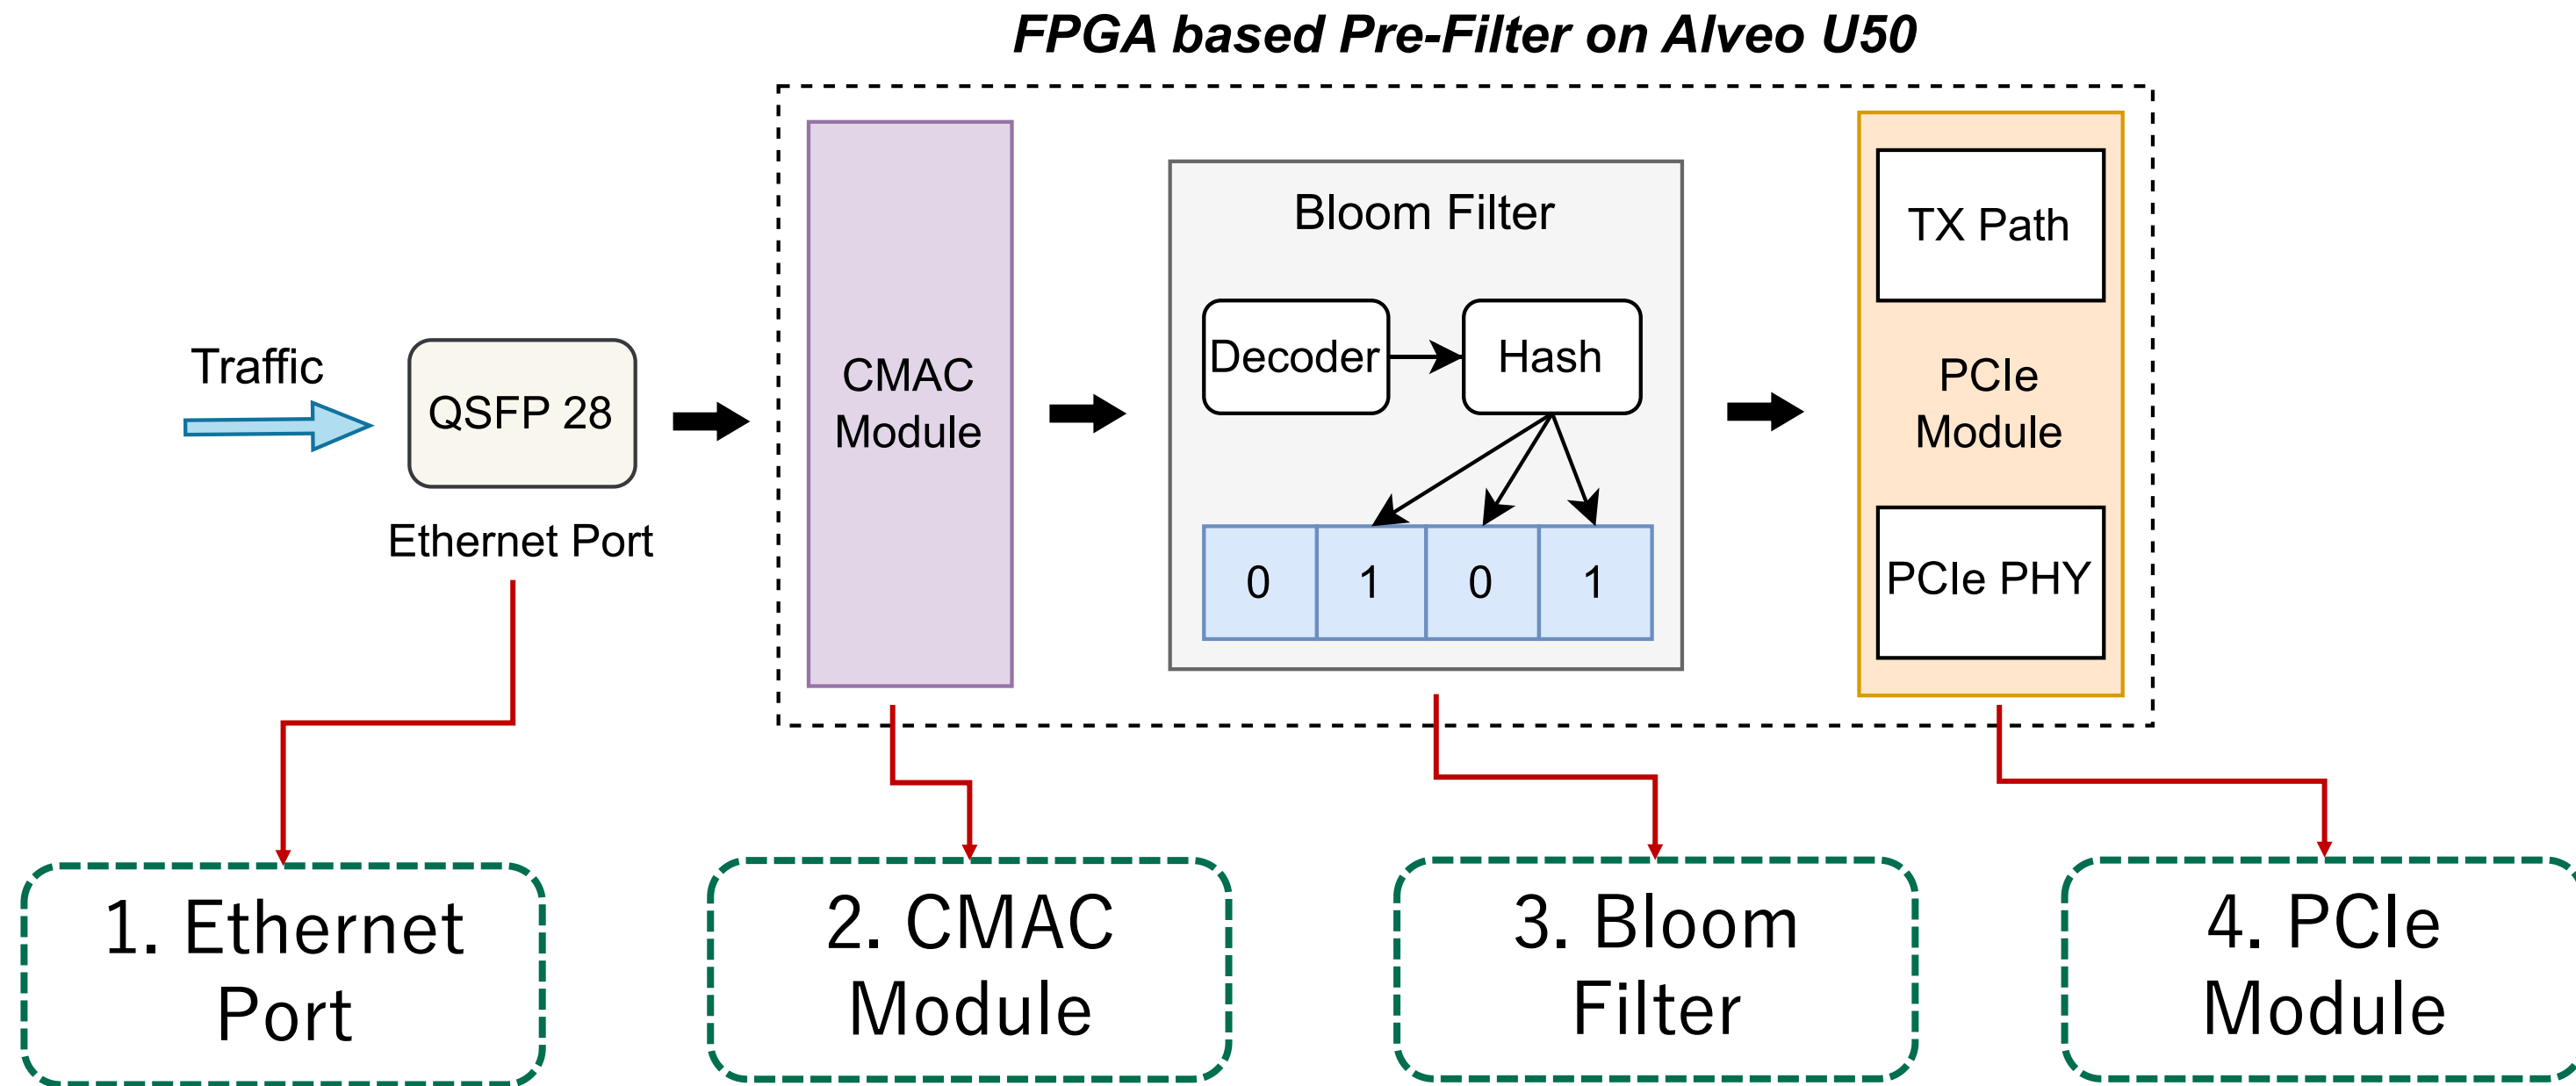 FPGA based Pre-Filter on Alveo U50
Traffic
QSFP 28
Ethernet Port
CMAC
Module
Bloom Filter
Decoder
Hash
0 1 0 1
TX Path
PCIe
Module
PCIe PHY
1. Ethernet
Port
2. CMAC
Module
3. Bloom
Filter
4. PCIe
Module